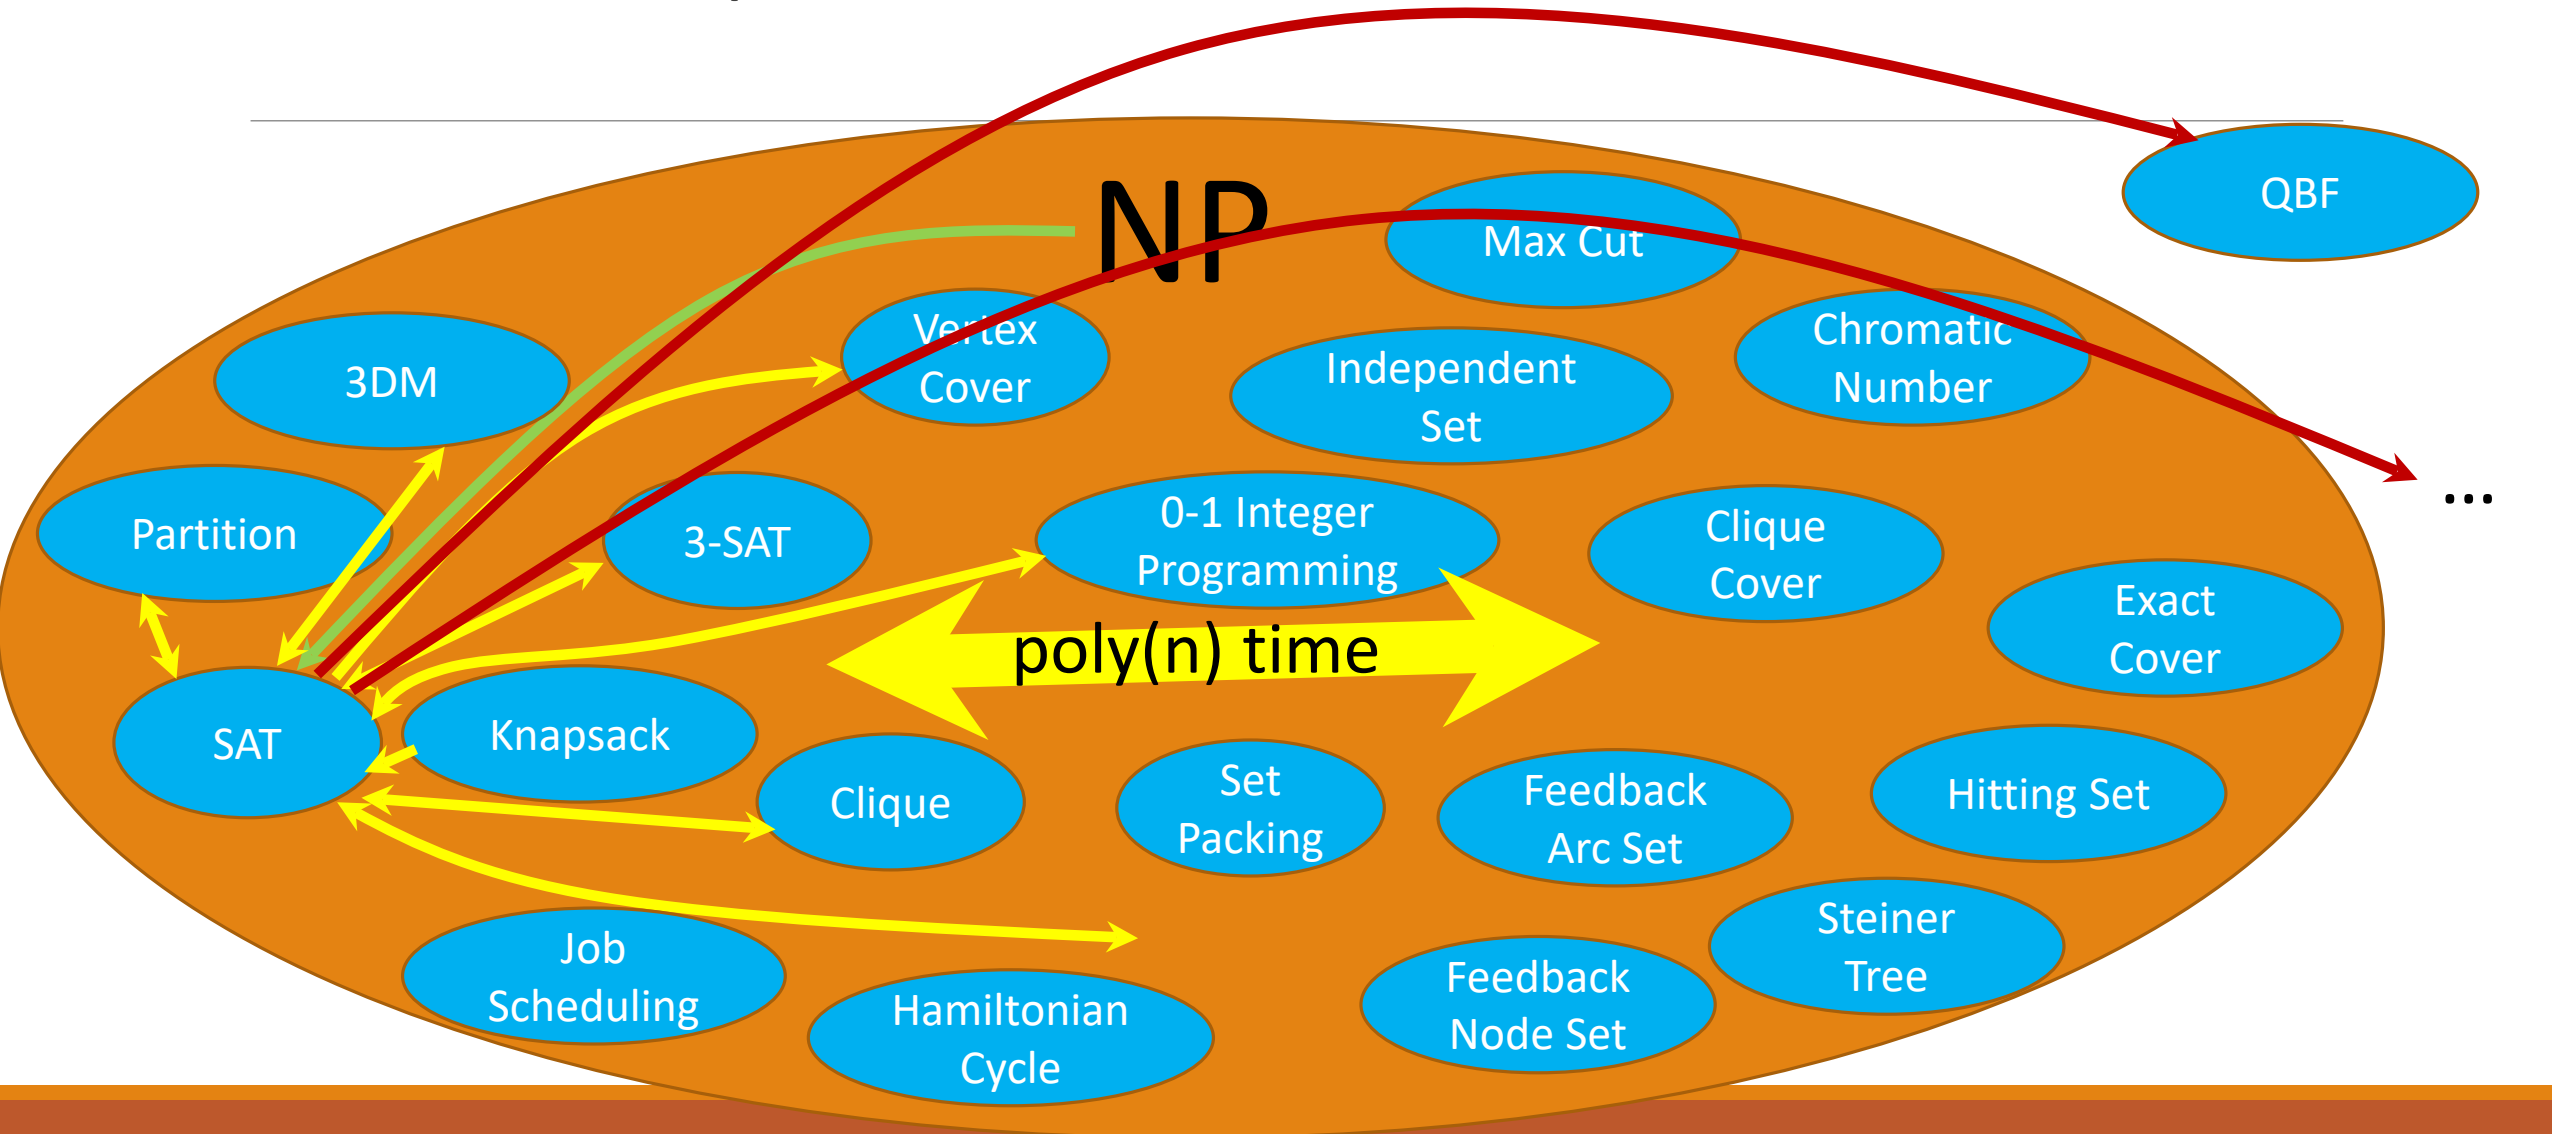 NP
QBF
Max Cut
Vertex
Cover
Chromatic
Number
3DM
Independent
Set
Partition
3-SAT
0-1 Integer
Programming
Clique
Cover
...
Exact
Cover
poly(n) time
SAT
Knapsack
Clique
Set
Packing
Feedback
Arc Set
Hitting Set
Job
Scheduling
Hamiltonian
Cycle
Feedback
Node Set
Steiner
Tree